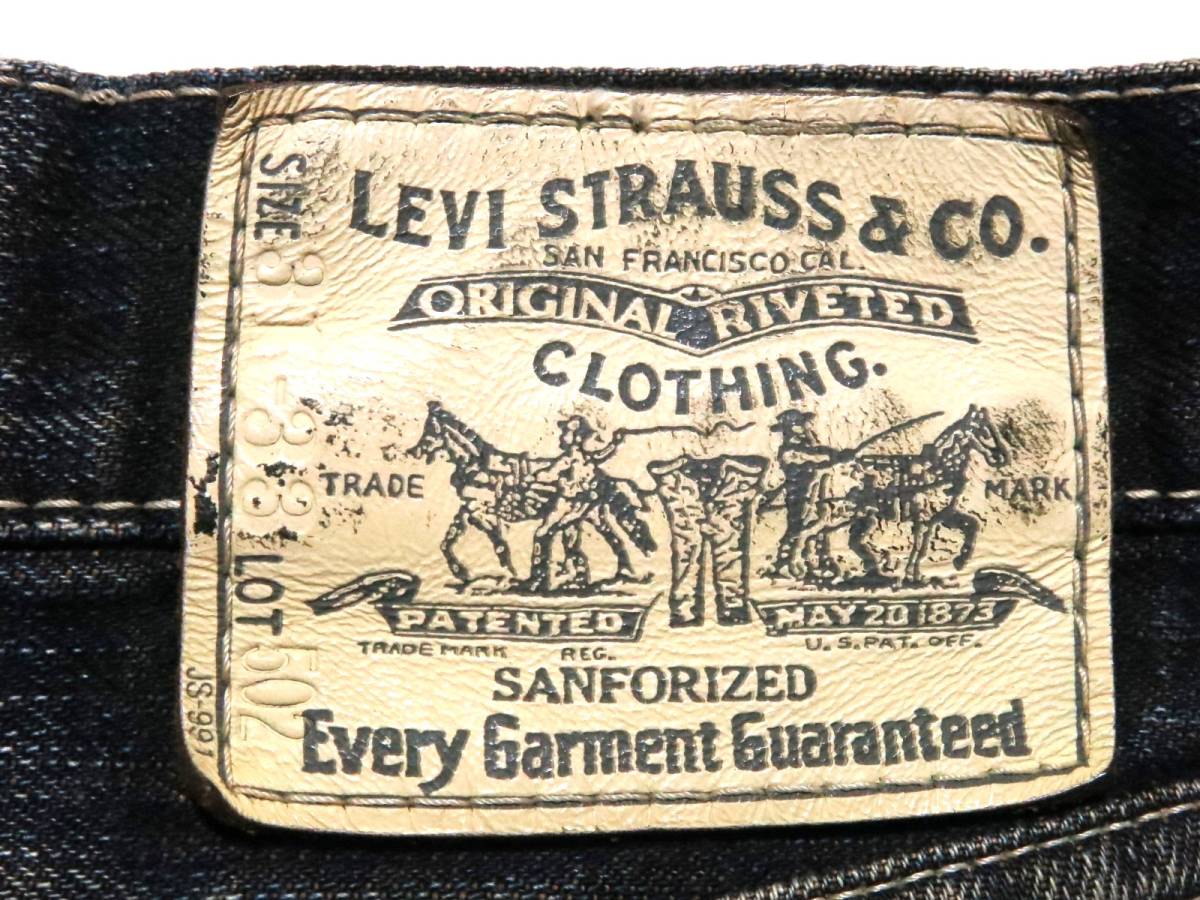 LEVI STRAUSS & CO.
SAN FRANCISCO CAL.
ORIGINAL RIVETED
CLOTHING.
TRADE MARK
PATENTED MAY 20 1873
TRADE MARK REG. U.S.PAT. OFF.
SANFORIZED
Every Garment Guaranteed
SIZE 31 -33 LOT 502
JS-991